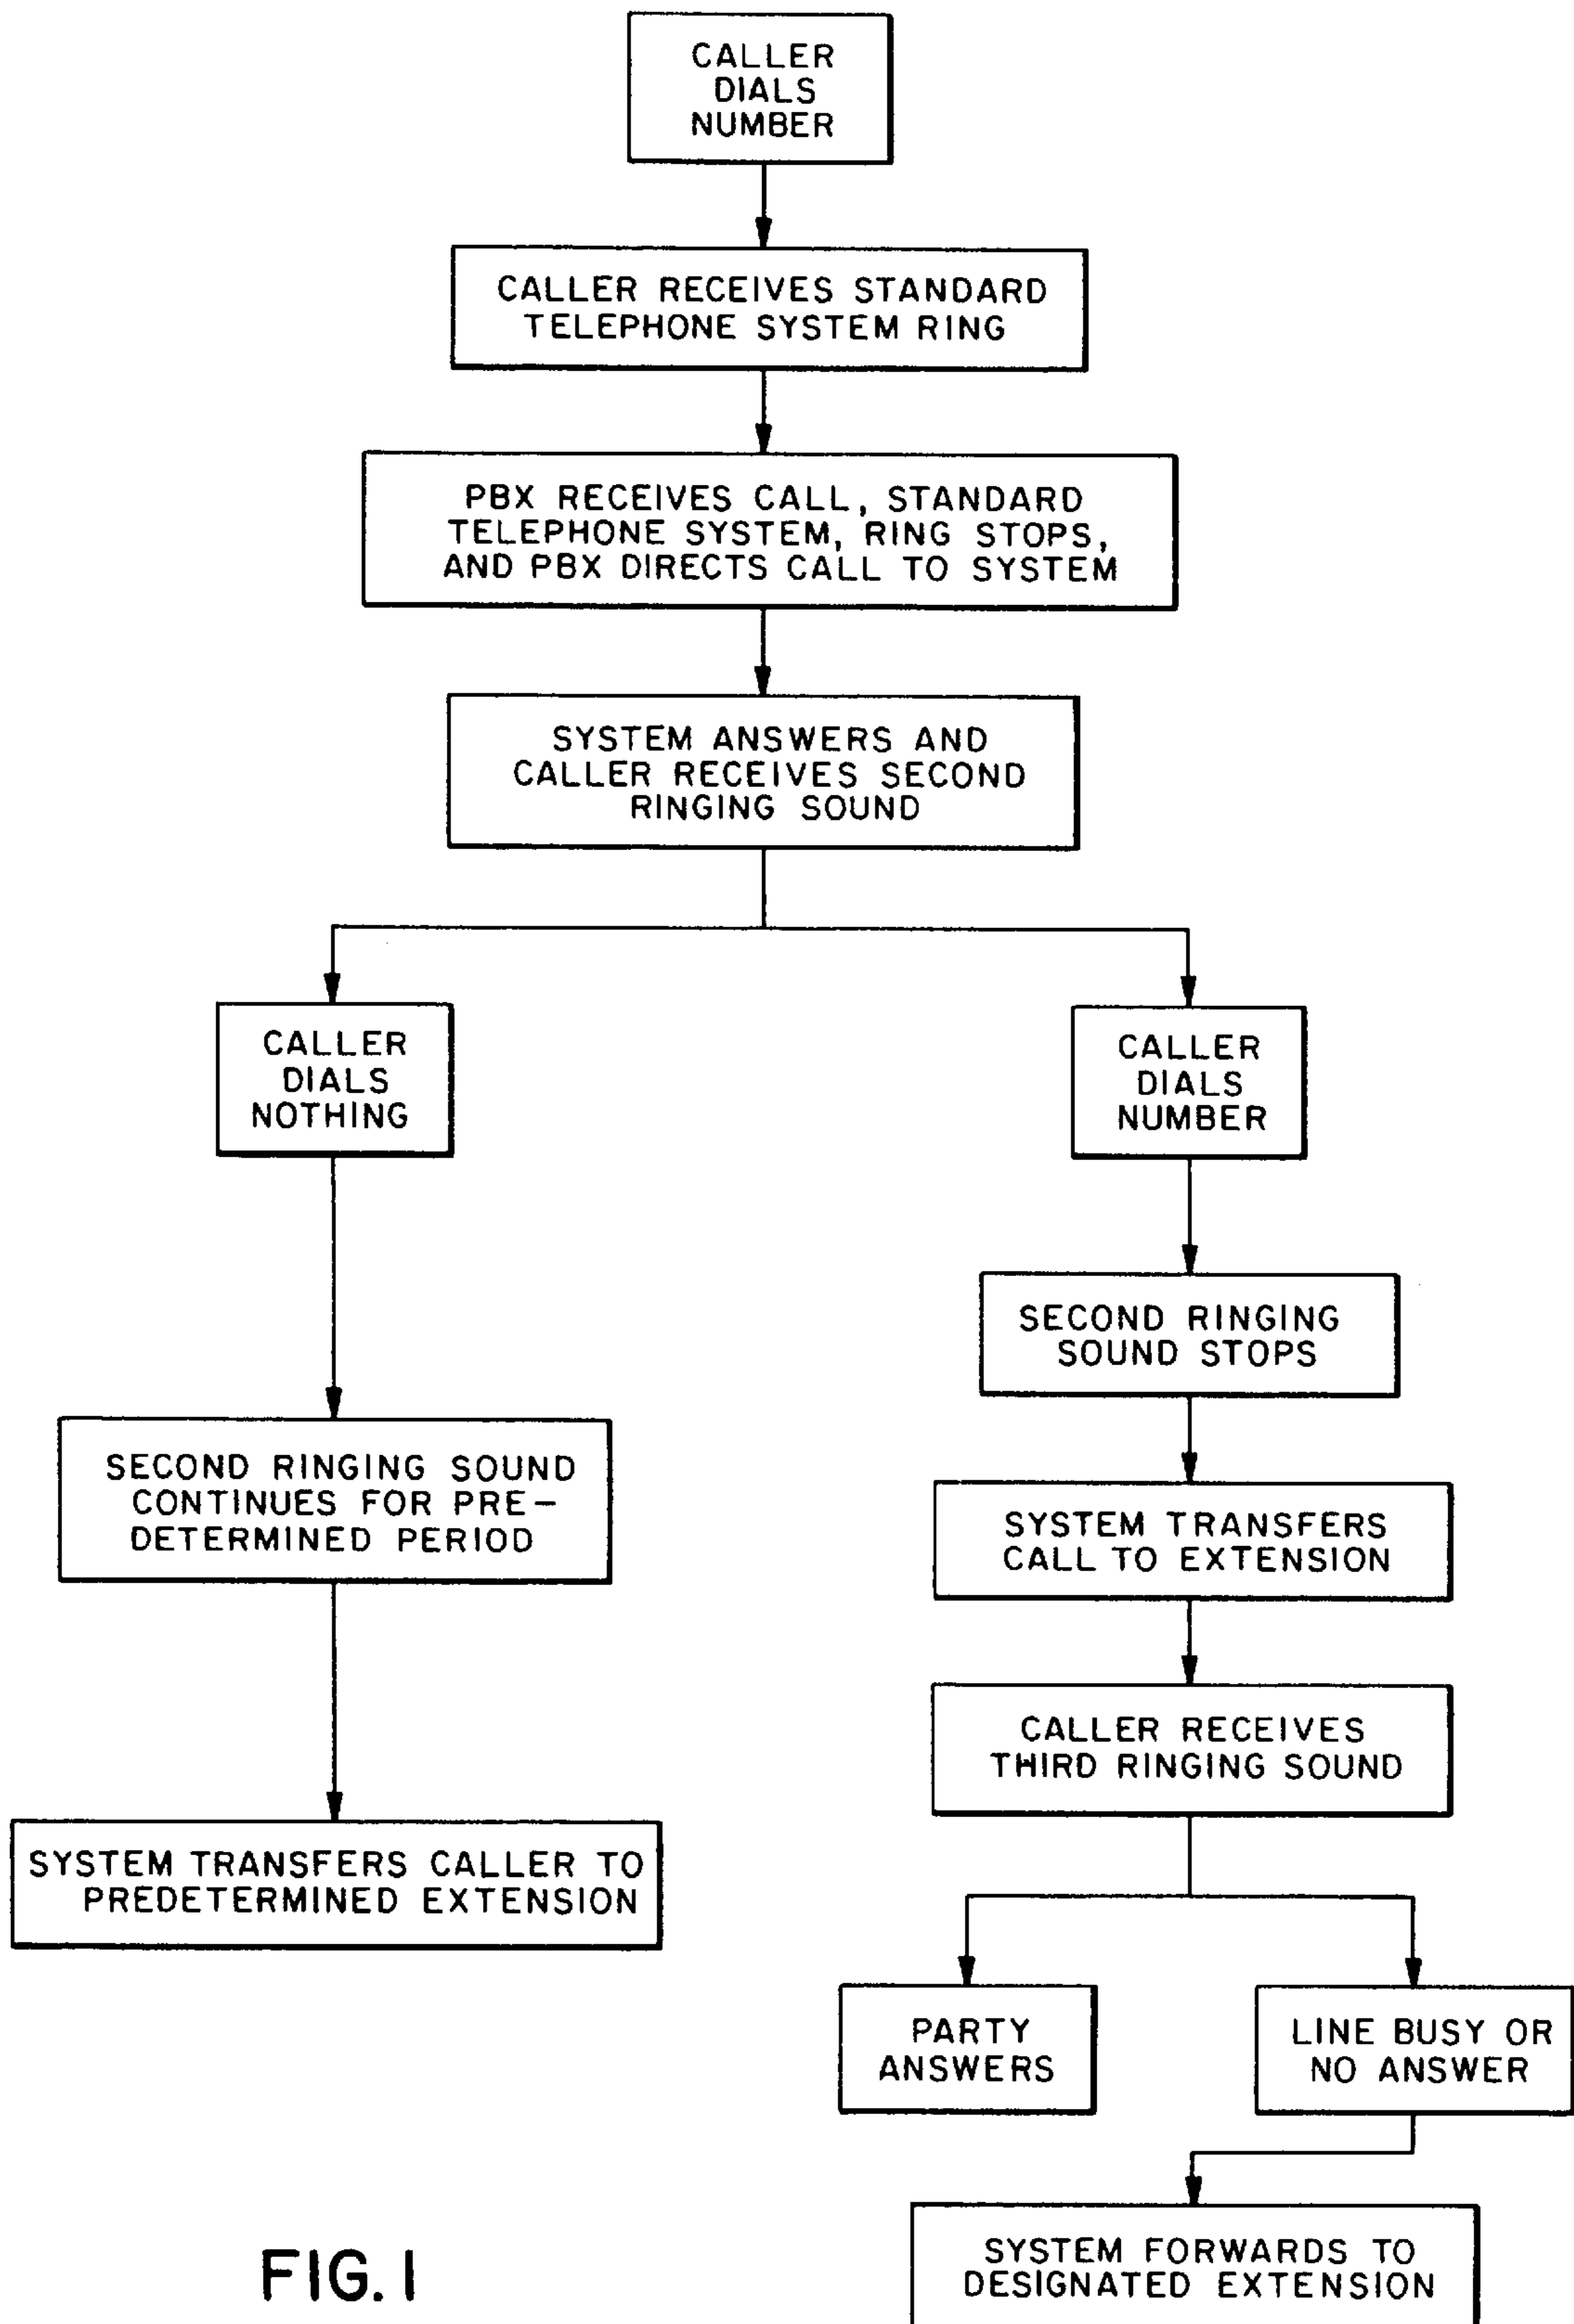 CALLER
DIALS
NUMBER
CALLER RECEIVES STANDARD
TELEPHONE SYSTEM RING
PBX RECEIVES CALL, STANDARD
TELEPHONE SYSTEM, RING STOPS,
AND PBX DIRECTS CALL TO SYSTEM
SYSTEM ANSWERS AND
CALLER RECEIVES SECOND
RINGING SOUND
CALLER
DIALS
NOTHING
SECOND RINGING SOUND
CONTINUES FOR PRE-
DETERMINED PERIOD
SYSTEM TRANSFERS CALLER TO
PREDETERMINED EXTENSION
CALLER
DIALS
NUMBER
SECOND RINGING
SOUND STOPS
SYSTEM TRANSFERS
CALL TO EXTENSION
CALLER RECEIVES
THIRD RINGING SOUND
PARTY
ANSWERS
LINE BUSY OR
NO ANSWER
SYSTEM FORWARDS TO
DESIGNATED EXTENSION
FIG. 1